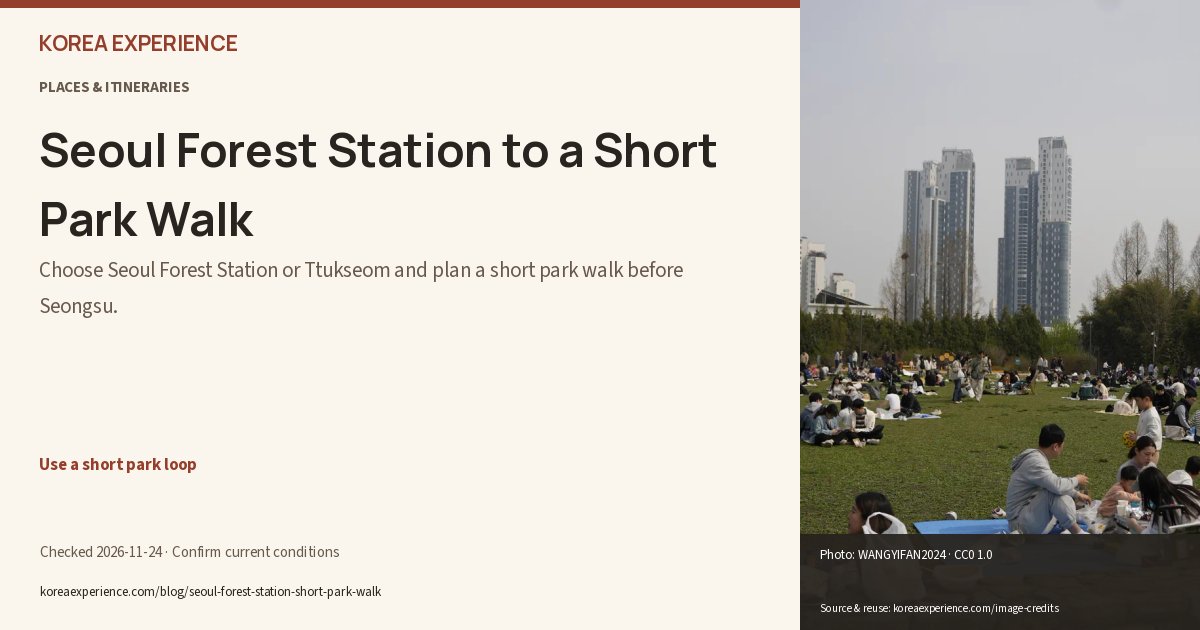 KOREA EXPERIENCE
PLACES & ITINERARIES
Seoul Forest Station to a Short
Park Walk
Choose Seoul Forest Station or Ttukseom and plan a short park walk before
Seongsu.
Use a short park loop
Checked 2026-11-24 · Confirm current conditions
koreaexperience.com/blog/seoul-forest-station-short-park-walk
Photo: WANGYIFAN2024 · CC0 1.0
Source & reuse: koreaexperience.com/image-credits